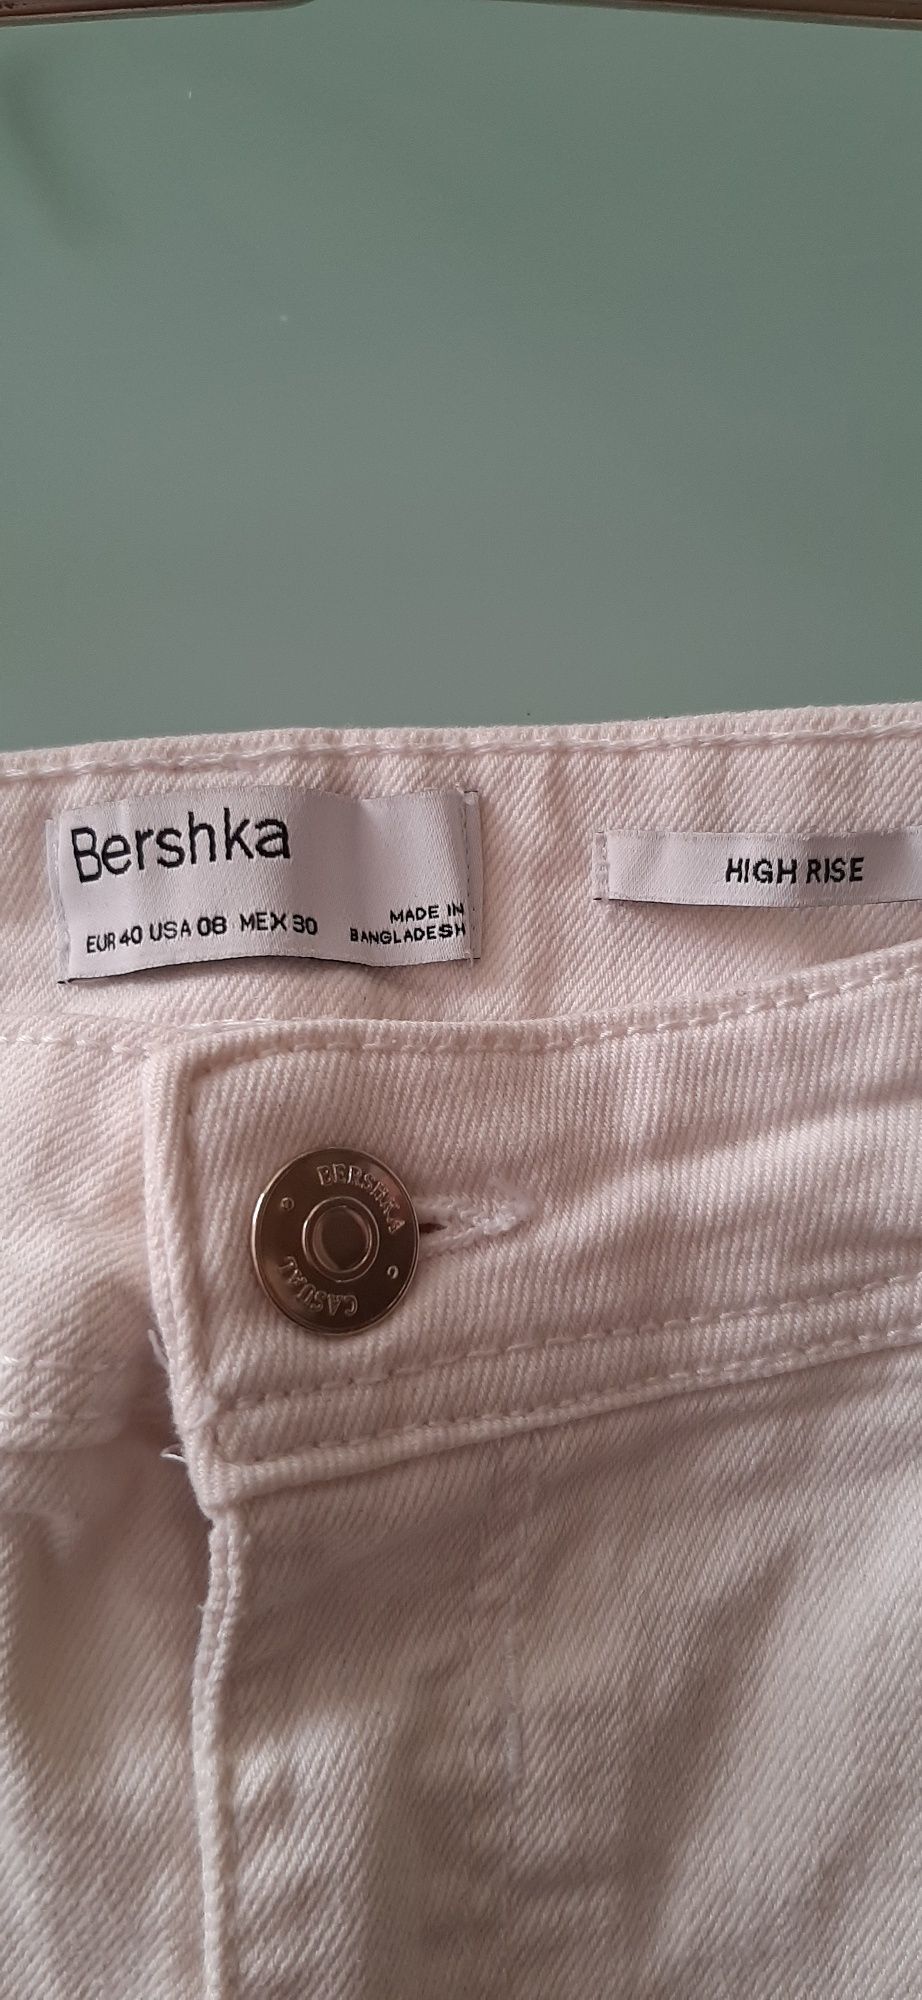 Bershka
EUR 40 USA 08 MEX 30
MADE IN
BANGLADESH
HIGH RISE
BERSHKA
CASUAL